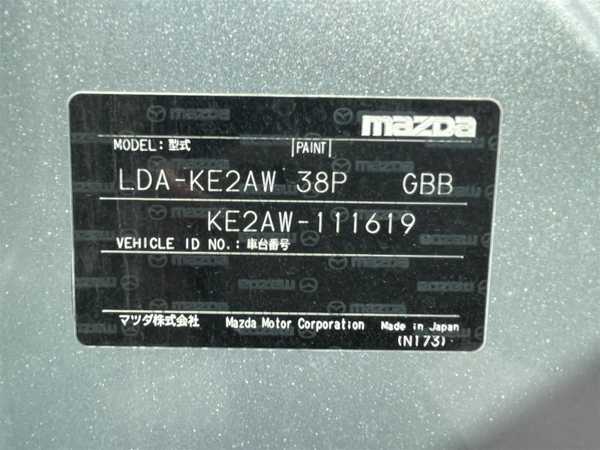 mazda
MODEL: 型式 |PAINT|
LDA-KE2AW 38P GBB
KE2AW-111619
VEHICLE ID NO.: 車台番号
マツダ株式会社 Mazda Motor Corporation Made in Japan
(N173)